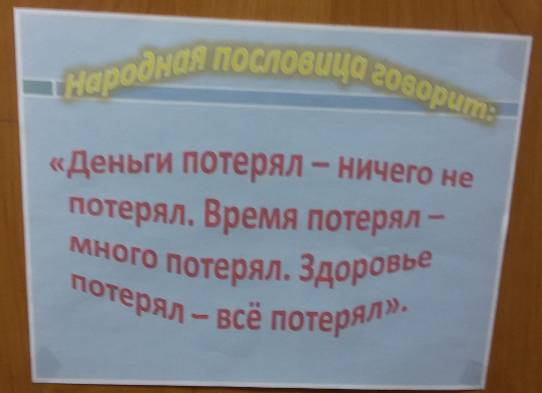 Народная пословица говорит:
«Деньги потерял – ничего не
потерял. Время потерял –
много потерял. Здоровье
потерял – всё потерял».